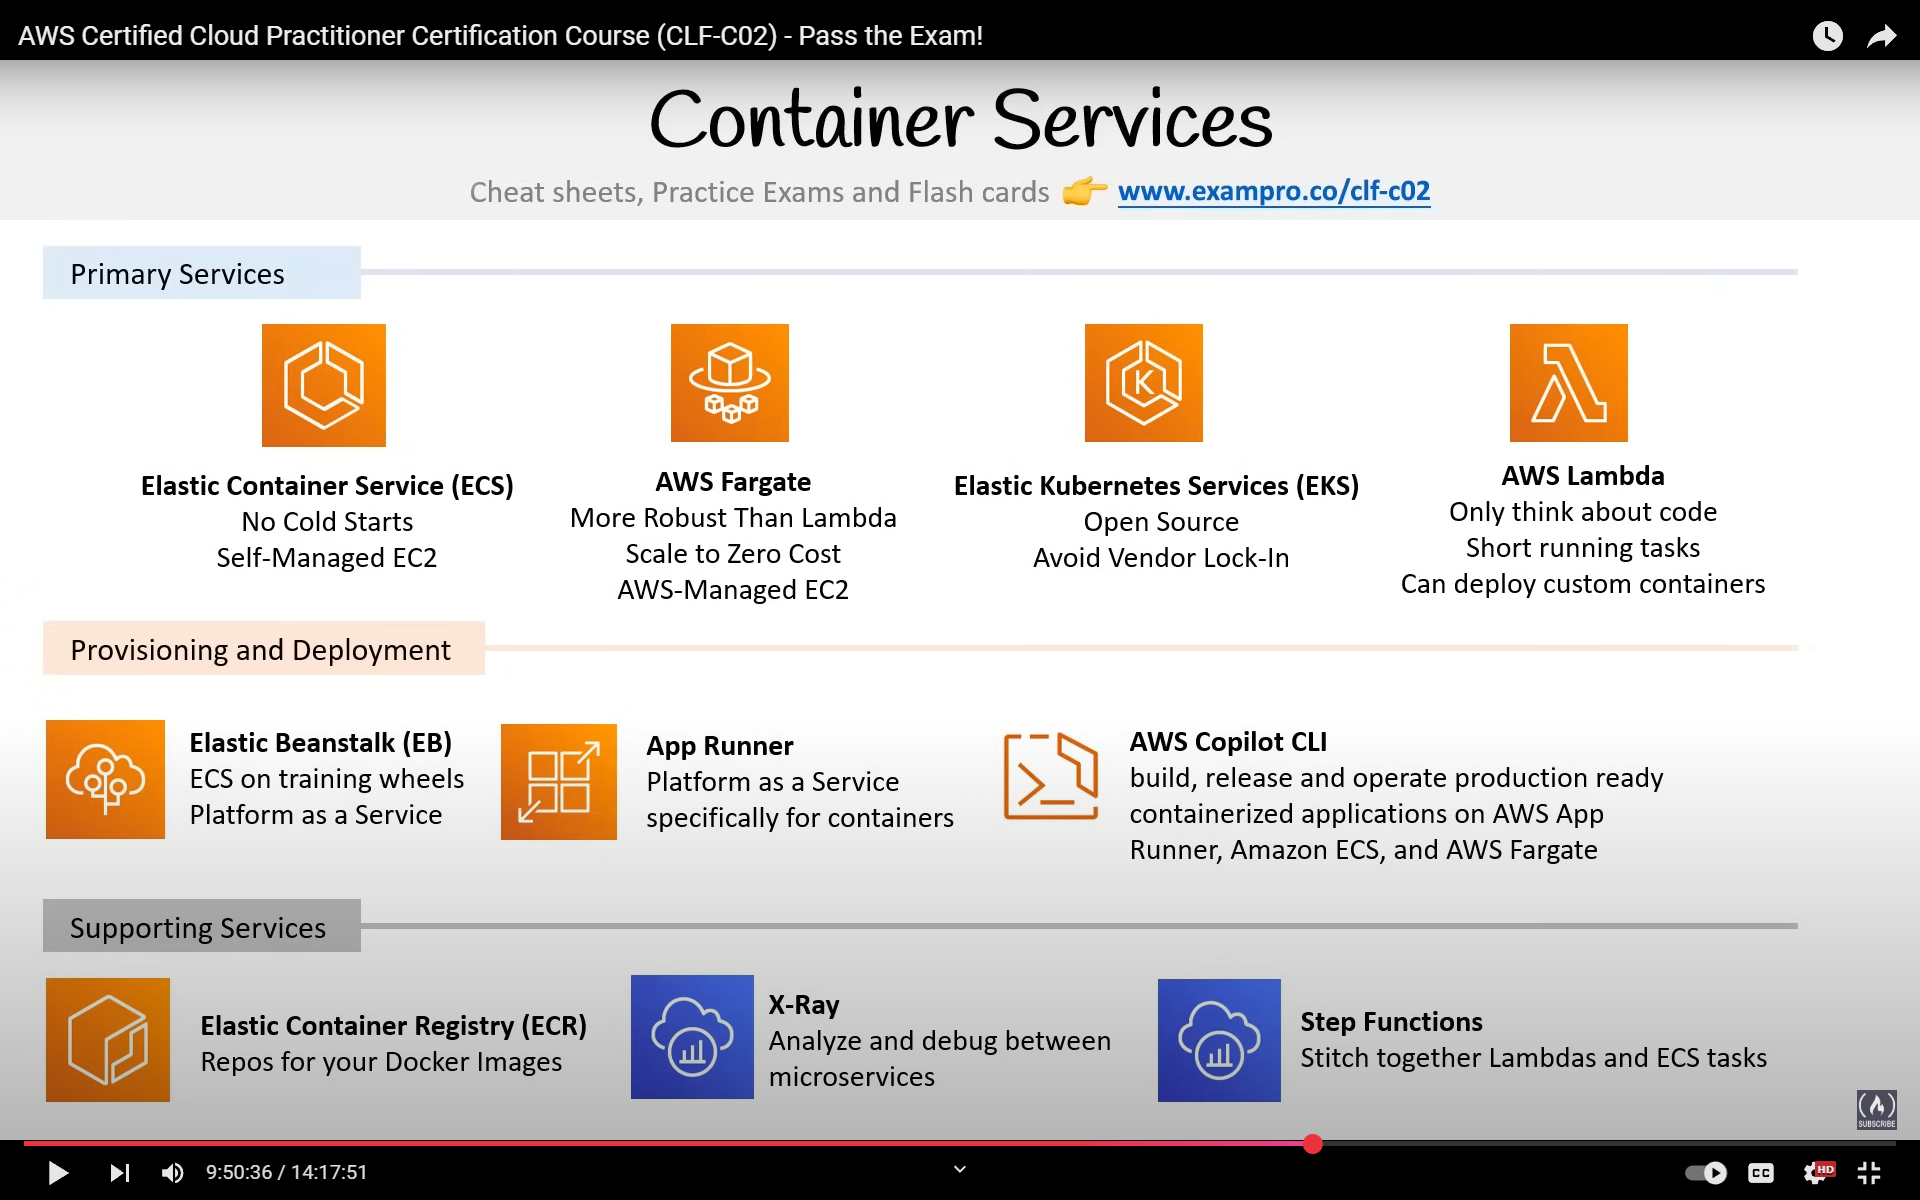 AWS Certified Cloud Practitioner Certification Course (CLF-C02) - Pass the Exam!
Container Services
Cheat sheets, Practice Exams and Flash cards 👉 www.exampro.co/clf-c02
Primary Services
Elastic Container Service (ECS)
No Cold Starts
Self-Managed EC2
AWS Fargate
More Robust Than Lambda
Scale to Zero Cost
AWS-Managed EC2
K
Elastic Kubernetes Services (EKS)
Open Source
Avoid Vendor Lock-In
AWS Lambda
Only think about code
Short running tasks
Can deploy custom containers
Provisioning and Deployment
Elastic Beanstalk (EB)
ECS on training wheels
Platform as a Service
App Runner
Platform as a Service
specifically for containers
AWS Copilot CLI
build, release and operate production ready
containerized applications on AWS App
Runner, Amazon ECS, and AWS Fargate
Supporting Services
Elastic Container Registry (ECR)
Repos for your Docker Images
X-Ray
Analyze and debug between
microservices
Step Functions
Stitch together Lambdas and ECS tasks
SUBSCRIBE
9:50:36 / 14:17:51
CC
HD